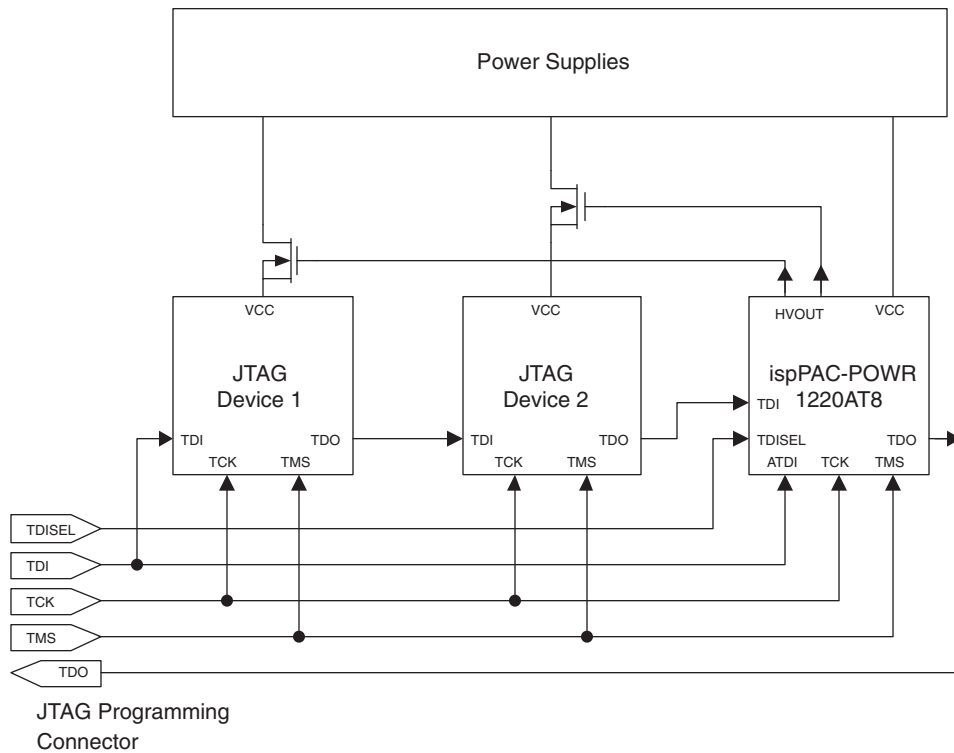 Power Supplies
VCC
VCC
HVOUT
VCC
JTAG
Device 1
JTAG
Device 2
ispPAC-POWR
1220AT8
TDI
TDI
TDO
TDI
TDO
TDISEL
TDO
TCK
TMS
TCK
TMS
ATDI
TCK
TMS
TDISEL
TDI
TCK
TMS
TDO
JTAG Programming
Connector